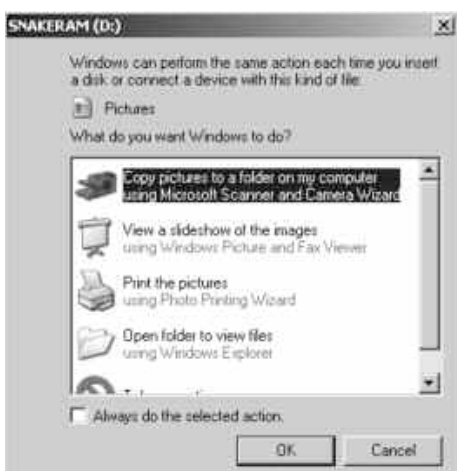 SNAKERAM (D:)
Windows can perform the same action each time you insert
a disk or connect a device with this kind of file:
Pictures
What do you want Windows to do?
Copy pictures to a folder on my computer
using Microsoft Scanner and Camera Wizard
View a slideshow of the images
using Windows Picture and Fax Viewer
Print the pictures
using Photo Printing Wizard
Open folder to view files
using Windows Explorer
Always do the selected action.
OK
Cancel